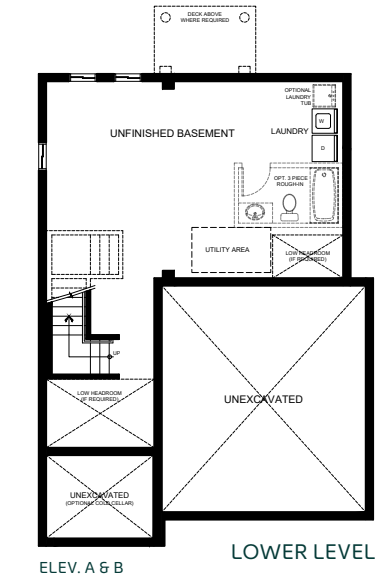 DECK ABOVE
WHERE REQUIRED
OPTIONAL
LAUNDRY
TUB
W
UNFINISHED BASEMENT
LAUNDRY
D
OPT. 3 PIECE
ROUGH-IN
UTILITY AREA
LOW HEADROOM
(IF REQUIRED)
UP
LOW HEADROOM
(IF REQUIRED)
UNEXCAVATED
UNEXCAVATED
(OPTIONAL COLD CELLAR)
LOWER LEVEL
ELEV. A & B